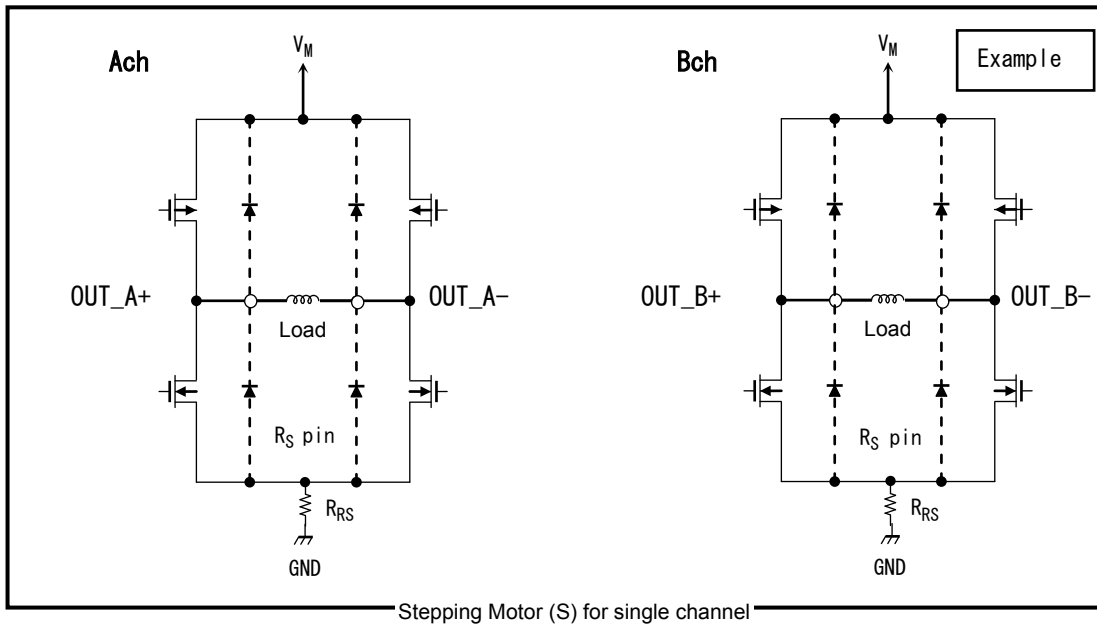 Ach
V_M
OUT_A+
OUT_A-
Load
R_S pin
R_RS
GND
Bch
V_M
Example
OUT_B+
OUT_B-
Load
R_S pin
R_RS
GND
Stepping Motor (S) for single channel